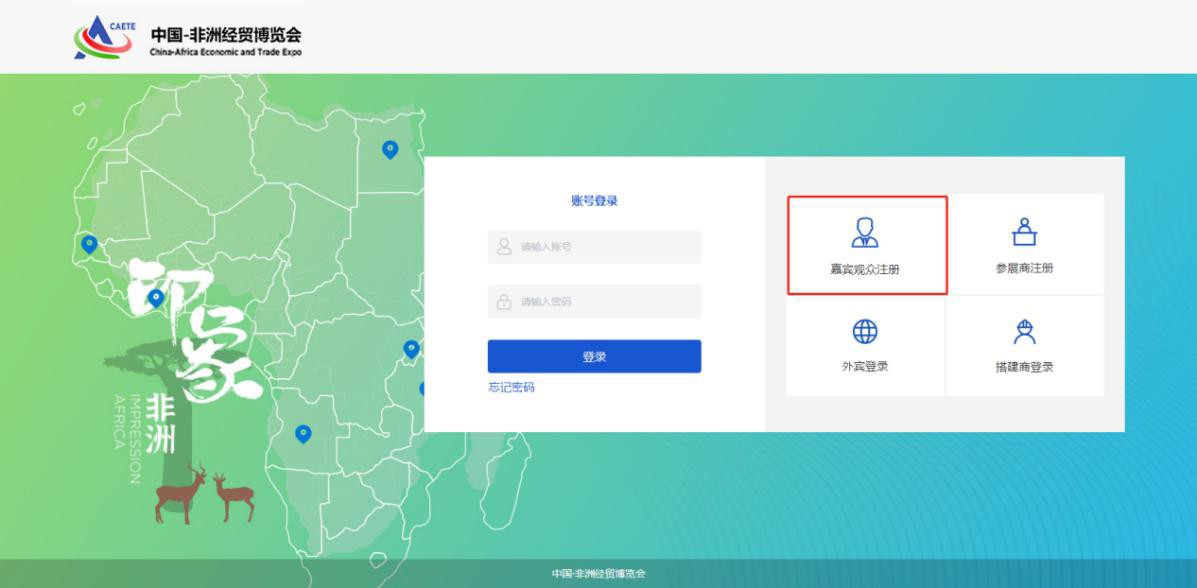 CAETE
中国-非洲经贸博览会
China-Africa Economic and Trade Expo
账号登录
请输入账号
请输入密码
登录
忘记密码
嘉宾观众注册
参展商注册
外宾登录
搭建商登录
印象
非洲
IMPRESSION
AFRICA
中国-非洲经贸博览会